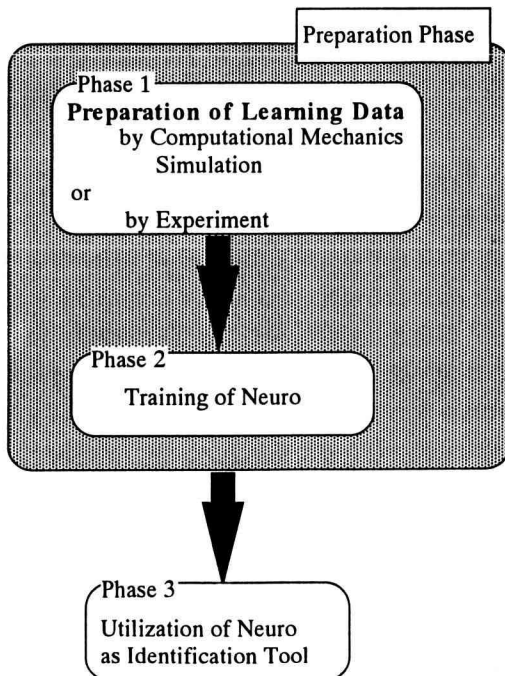 Preparation Phase
Phase 1
Preparation of Learning Data
by Computational Mechanics
Simulation
or
by Experiment
Phase 2
Training of Neuro
Phase 3
Utilization of Neuro
as Identification Tool